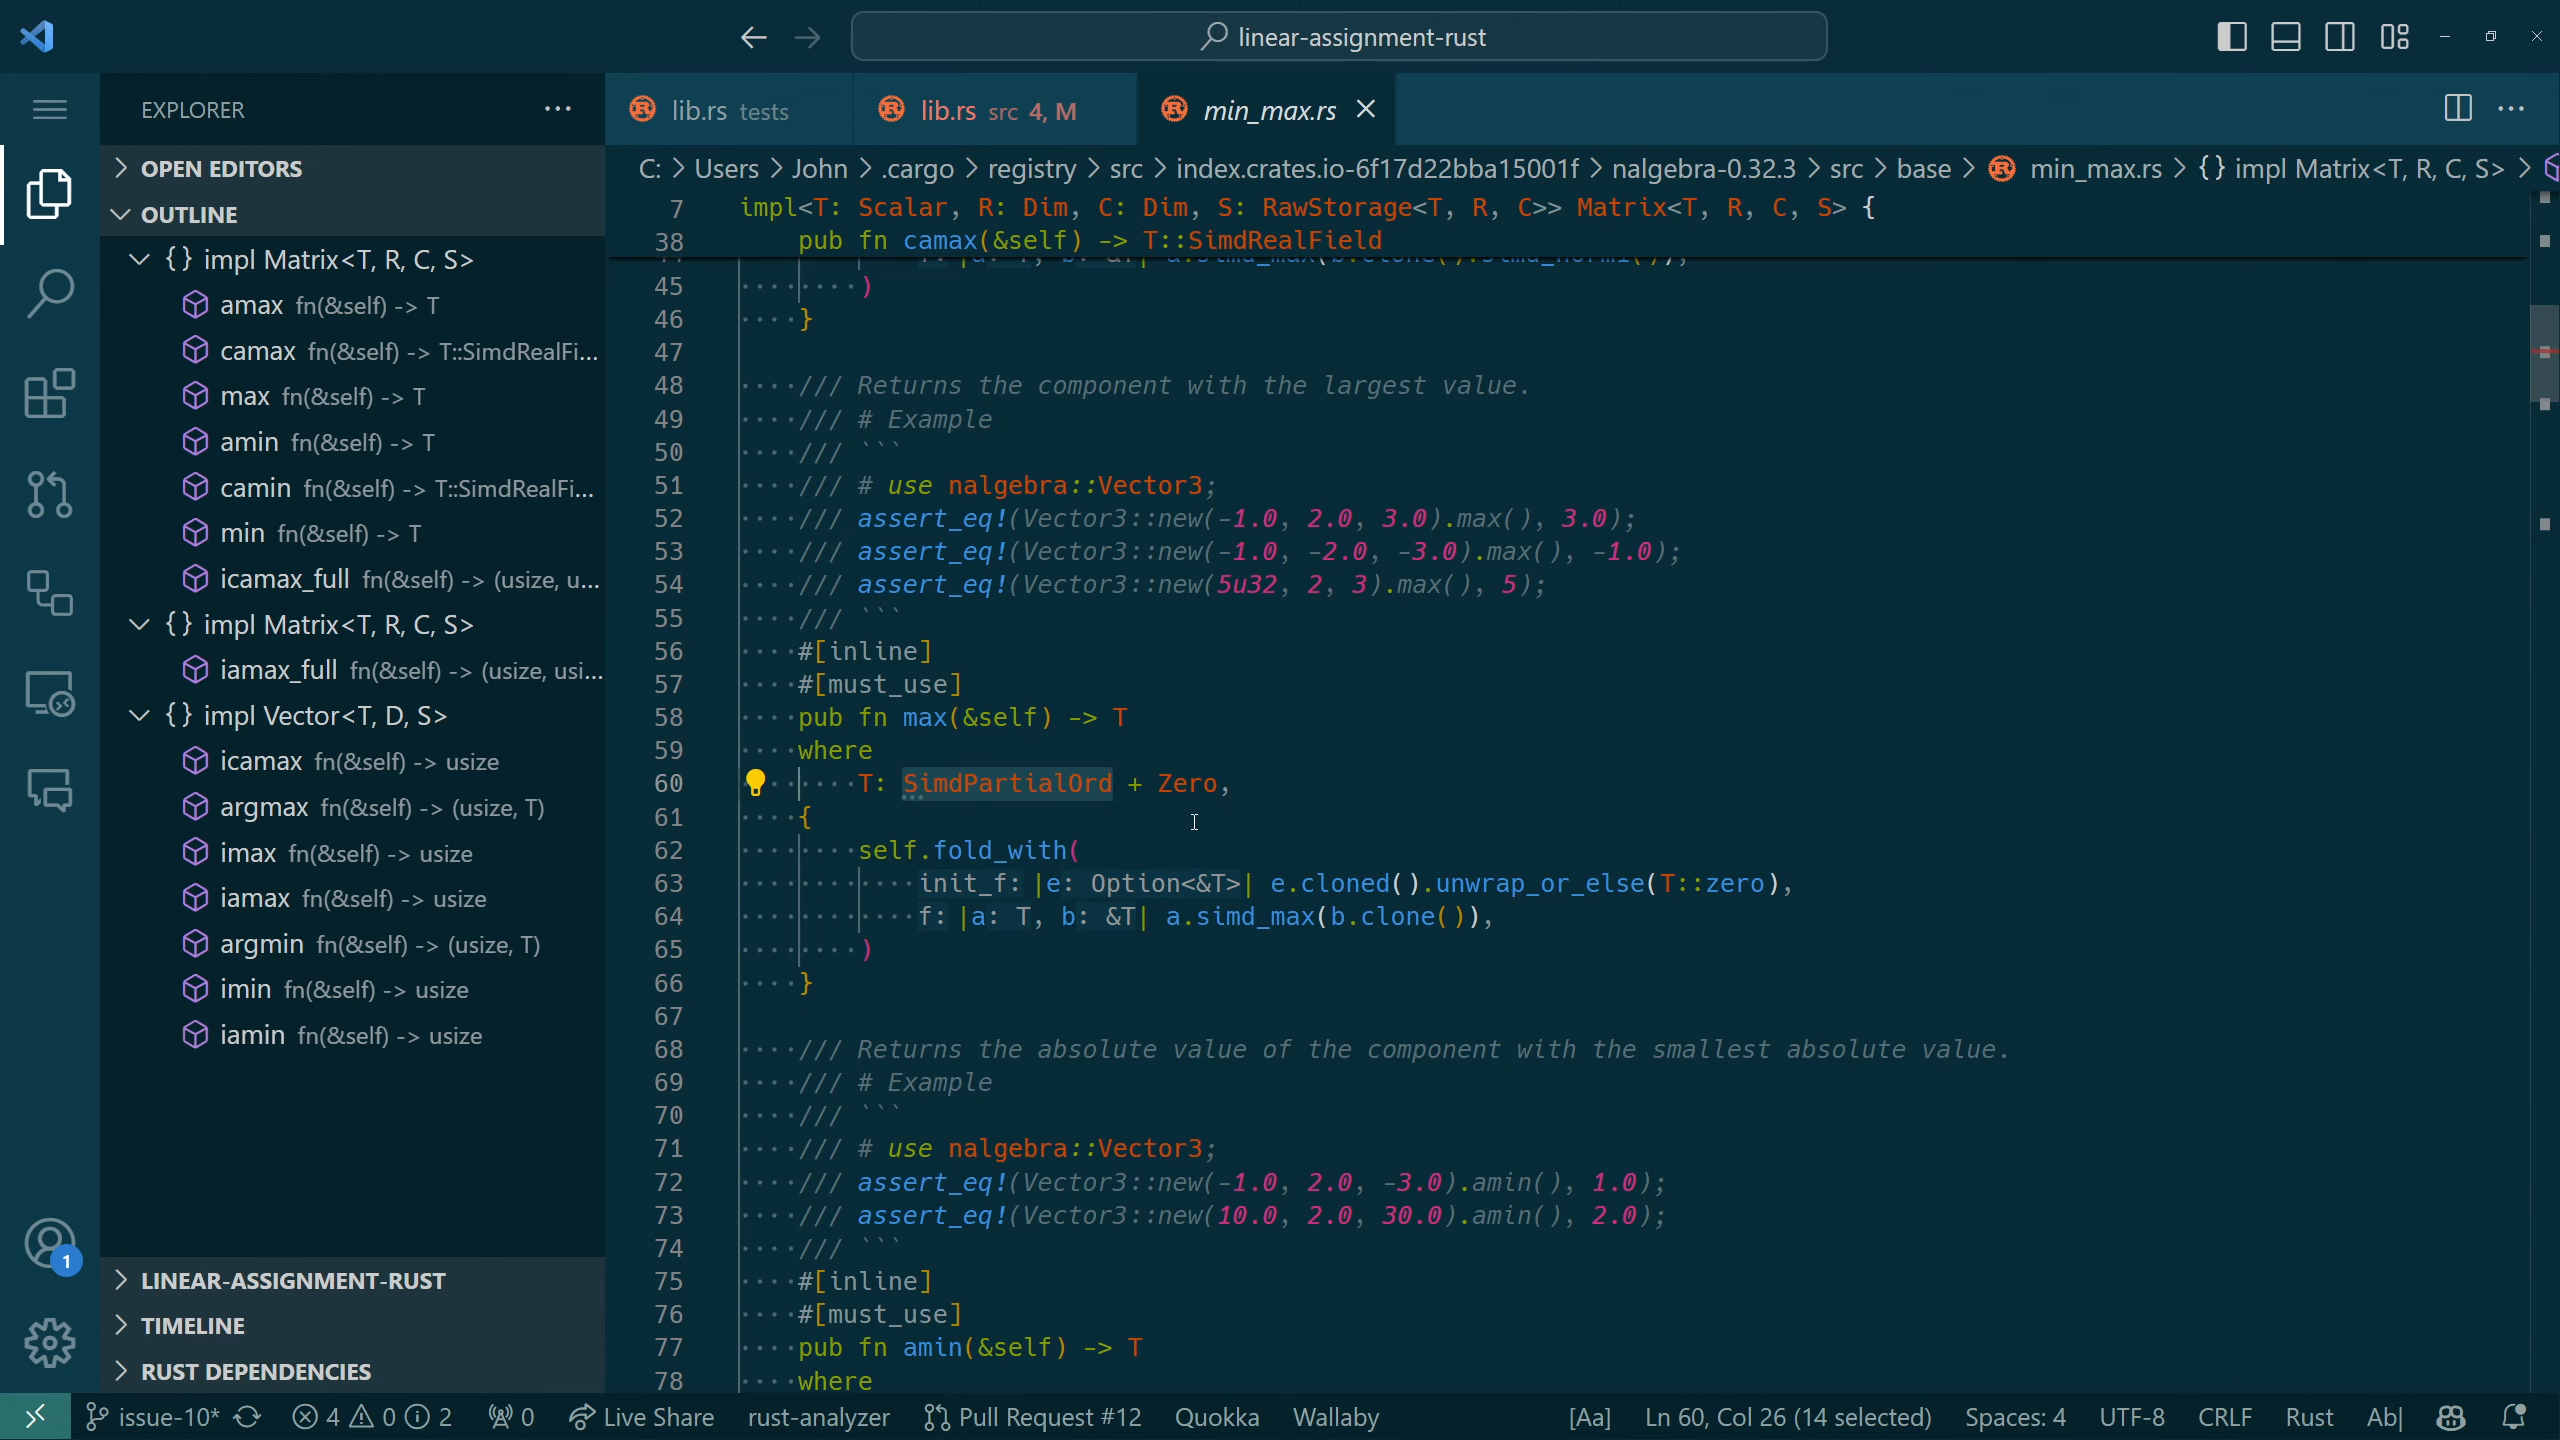 linear-assignment-rust
EXPLORER
lib.rs tests
lib.rs src 4, M
min_max.rs
C: > Users > John > .cargo > registry > src > index.crates.io-6f17d22bba15001f > nalgebra-0.32.3 > src > base > min_max.rs > {} impl Matrix<T, R, C, S> >
OPEN EDITORS
OUTLINE
{} impl Matrix<T, R, C, S>
amax fn(&self) -> T
camax fn(&self) -> T::SimdRealFi...
max fn(&self) -> T
amin fn(&self) -> T
camin fn(&self) -> T::SimdRealFi...
min fn(&self) -> T
icamax_full fn(&self) -> (usize, u...
{} impl Matrix<T, R, C, S>
iamax_full fn(&self) -> (usize, usi...
{} impl Vector<T, D, S>
icamax fn(&self) -> usize
argmax fn(&self) -> (usize, T)
imax fn(&self) -> usize
iamax fn(&self) -> usize
argmin fn(&self) -> (usize, T)
imin fn(&self) -> usize
iamin fn(&self) -> usize
LINEAR-ASSIGNMENT-RUST
TIMELINE
RUST DEPENDENCIES
1
7 impl<T: Scalar, R: Dim, C: Dim, S: RawStorage<T, R, C>> Matrix<T, R, C, S> {
38 pub fn camax(&self) -> T::SimdRealField
45 )
46 }
47
48 /// Returns the component with the largest value.
49 /// # Example
50 /// ```
51 /// # use nalgebra::Vector3;
52 /// assert_eq!(Vector3::new(-1.0, 2.0, 3.0).max(), 3.0);
53 /// assert_eq!(Vector3::new(-1.0, -2.0, -3.0).max(), -1.0);
54 /// assert_eq!(Vector3::new(5u32, 2, 3).max(), 5);
55 /// ```
56 #[inline]
57 #[must_use]
58 pub fn max(&self) -> T
59 where
60 T: SimdPartialOrd + Zero,
61 {
62 self.fold_with(
63 init_f: |e: Option<&T>| e.cloned().unwrap_or_else(T::zero),
64 f: |a: T, b: &T| a.simd_max(b.clone()),
65 )
66 }
67
68 /// Returns the absolute value of the component with the smallest absolute value.
69 /// # Example
70 /// ```
71 /// # use nalgebra::Vector3;
72 /// assert_eq!(Vector3::new(-1.0, 2.0, -3.0).amin(), 1.0);
73 /// assert_eq!(Vector3::new(10.0, 2.0, 30.0).amin(), 2.0);
74 /// ```
75 #[inline]
76 #[must_use]
77 pub fn amin(&self) -> T
78 where
issue-10* 4 0 2 0 Live Share rust-analyzer Pull Request #12 Quokka Wallaby [Aa] Ln 60, Col 26 (14 selected) Spaces: 4 UTF-8 CRLF Rust Ab|